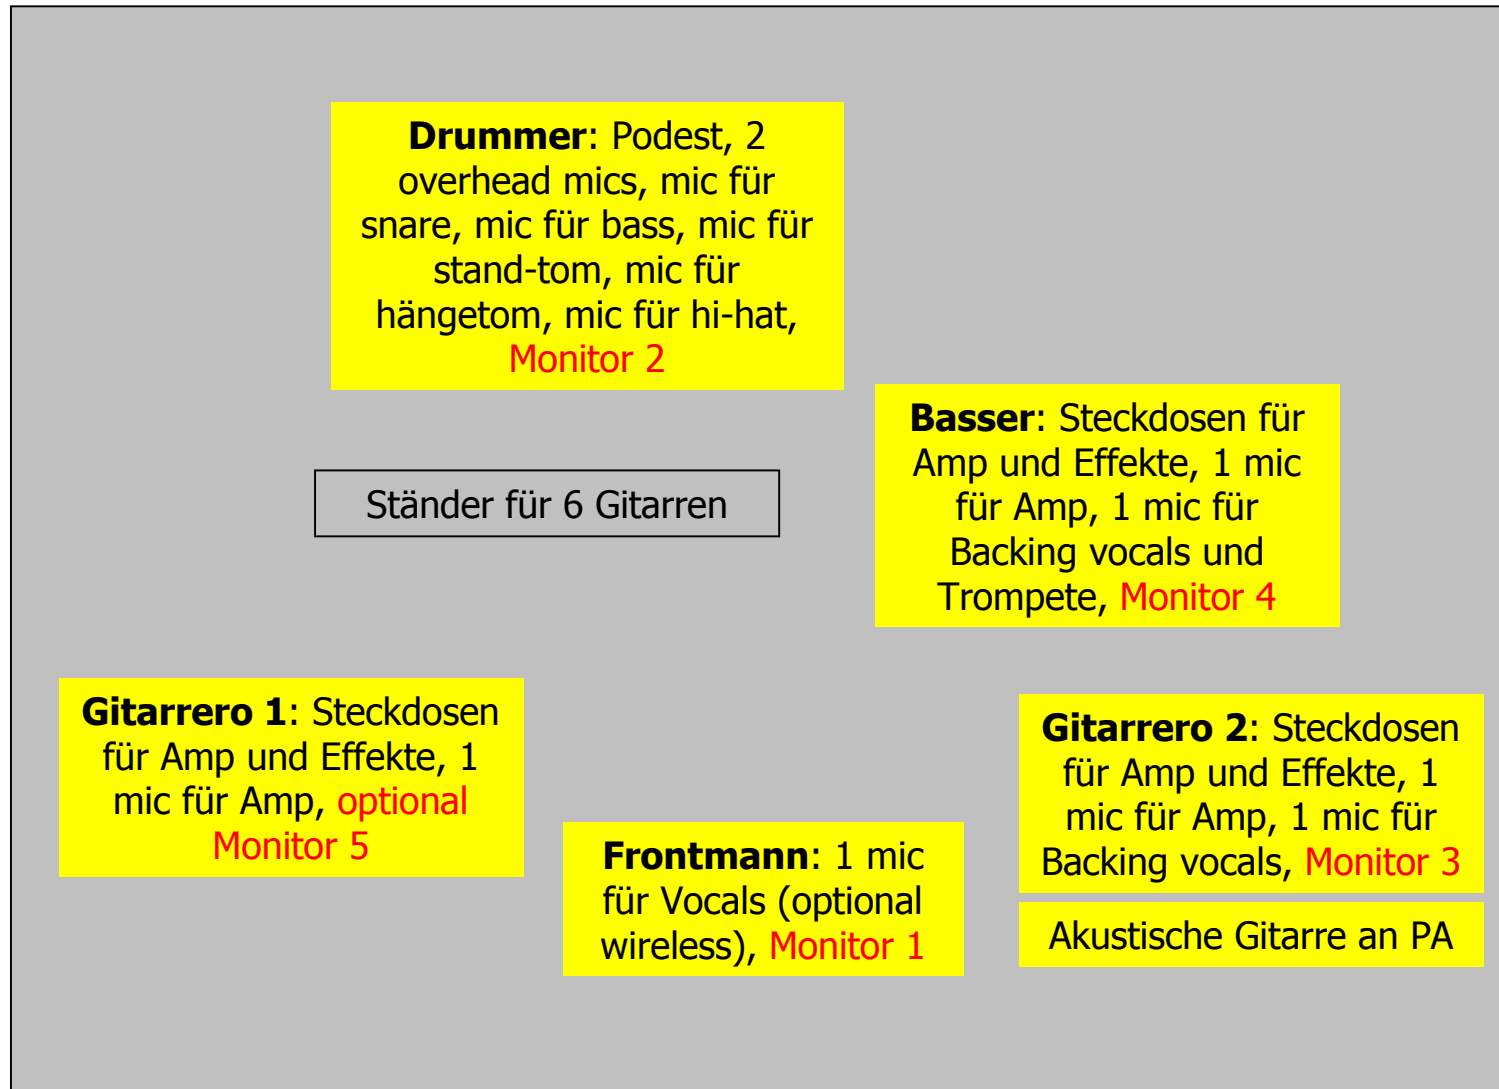 Drummer: Podest, 2
overhead mics, mic für
snare, mic für bass, mic für
stand-tom, mic für
hängetom, mic für hi-hat,
Monitor 2
Basser: Steckdosen für
Amp und Effekte, 1 mic
für Amp, 1 mic für
Backing vocals und
Trompete, Monitor 4
Ständer für 6 Gitarren
Gitarrero 1: Steckdosen
für Amp und Effekte, 1
mic für Amp, optional
Monitor 5
Gitarrero 2: Steckdosen
für Amp und Effekte, 1
mic für Amp, 1 mic für
Backing vocals, Monitor 3
Frontmann: 1 mic
für Vocals (optional
wireless), Monitor 1
Akustische Gitarre an PA